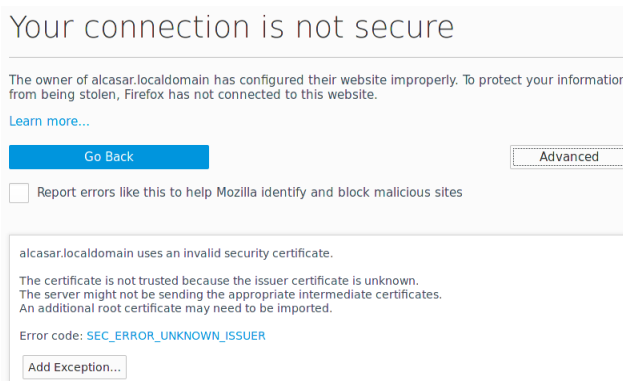 Your connection is not secure
The owner of alcasar.localdomain has configured their website improperly. To protect your information
from being stolen, Firefox has not connected to this website.
Learn more...
Go Back
Advanced
Report errors like this to help Mozilla identify and block malicious sites
alcasar.localdomain uses an invalid security certificate.
The certificate is not trusted because the issuer certificate is unknown.
The server might not be sending the appropriate intermediate certificates.
An additional root certificate may need to be imported.
Error code: SEC_ERROR_UNKNOWN_ISSUER
Add Exception...